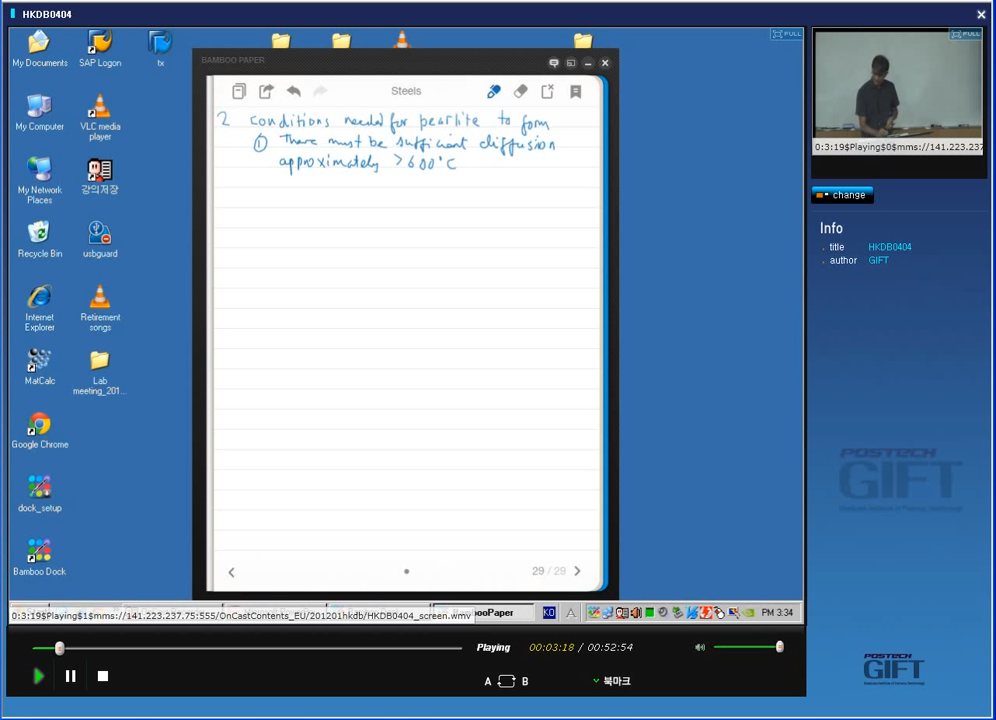 HKDB0404
FULL
FULL
My Documents
SAP Logon
fx
BAMBOO PAPER
My Computer
VLC media
player
Steels
2 conditions needed for pearlite to form
① There must be sufficient diffusion
approximately > 600°C
My Network
Places
강의저장
Recycle Bin
usbguard
Internet
Explorer
Retirement
songs
MatCalc
Lab
meeting_201...
Google Chrome
dock_setup
Bamboo Dock
29 / 29
0:3:19$Playing$1$mms://141.223.237.75:555/OnCastContents_EU/201201hkdb/HKDB0404_screen.wmv
BambooPaper
KO
A
PM 3:34
Playing
00:03:18 / 00:52:54
A
B
북마크
0:3:19$Playing$0$mms://141.223.237
change
Info
title HKDB0404
author GIFT
POSTECH
GIFT
POSTECH
GIFT